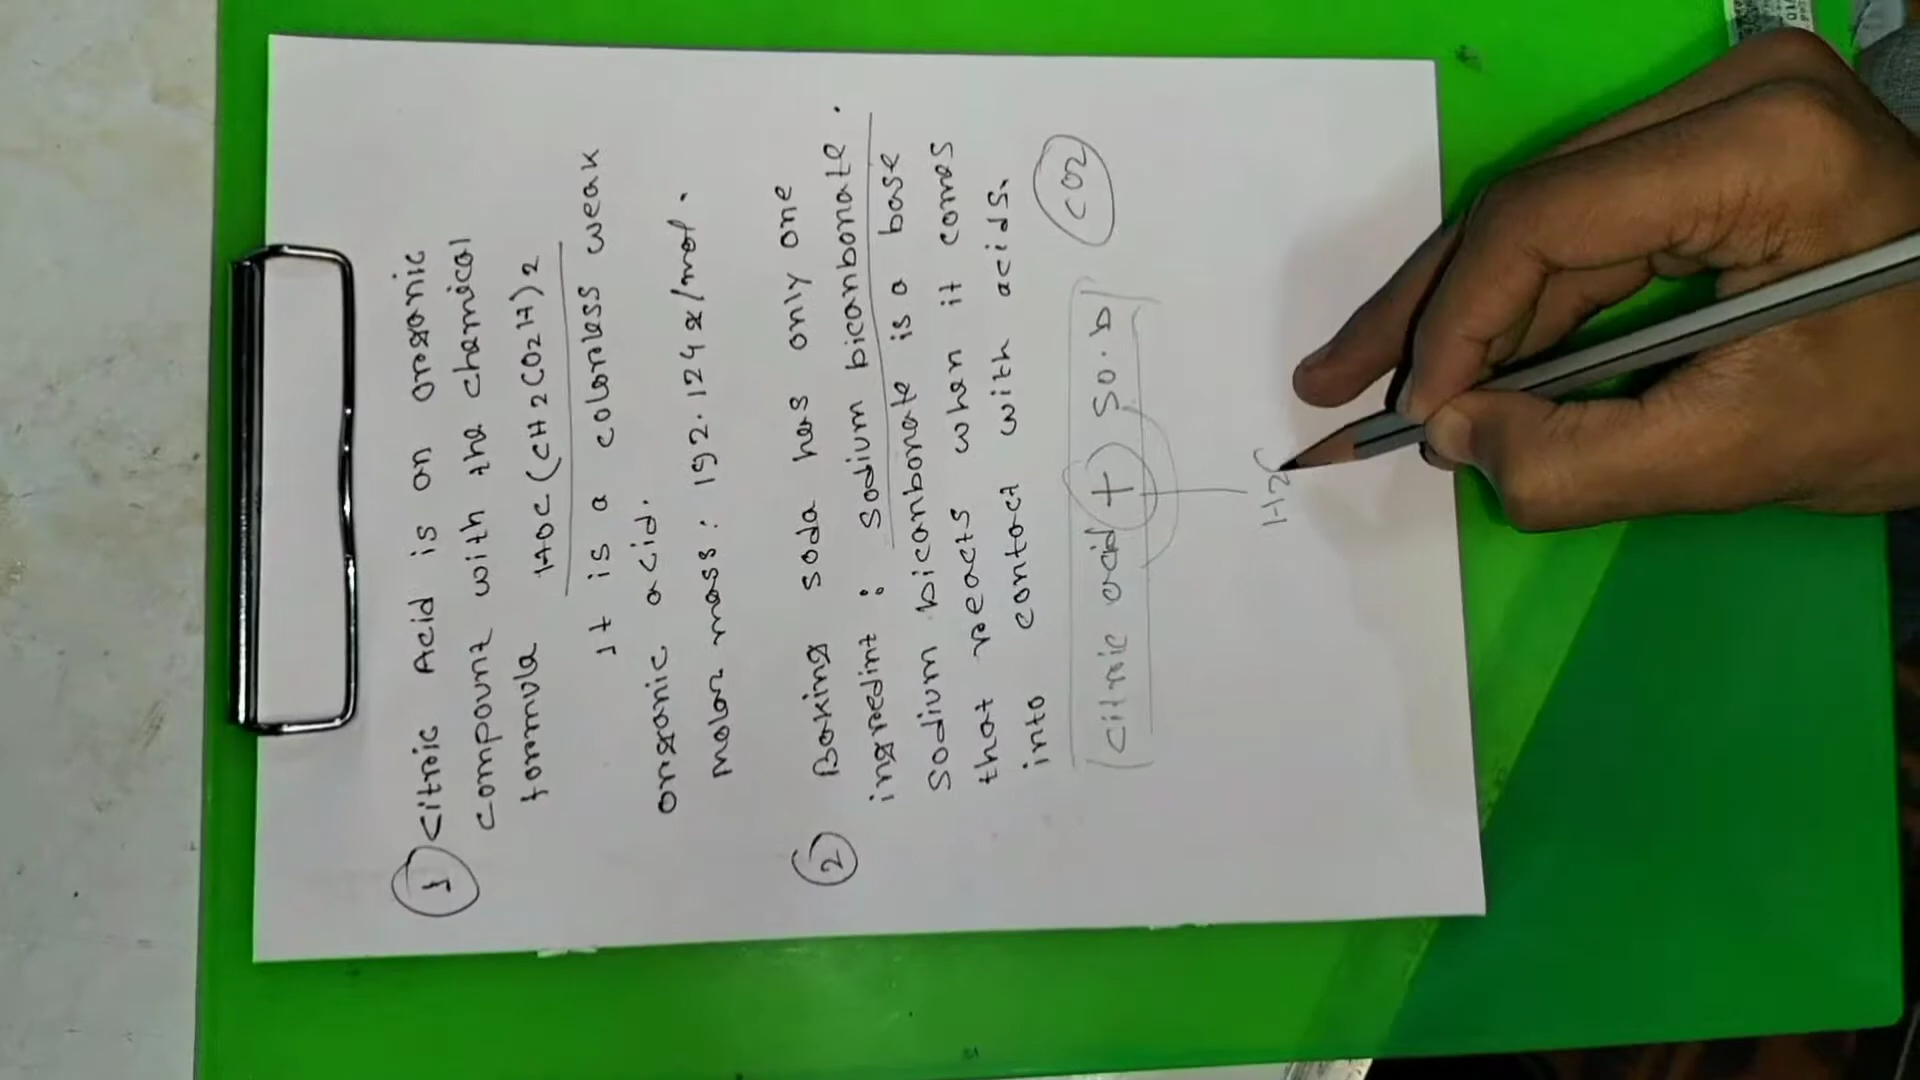 ① Citric Acid is an organic
compount with the chemical
formula HOC(CH2CO2H)2
It is a colorless weak
organic acid.
Molar mass: 192.124 g/mol.
② Baking soda has only one
ingredint : Sodium bicarbonate.
Sodium bicarbonate is a base
that reacts when it comes
into contact with acids.
Citric acid + So.b CO2
H2